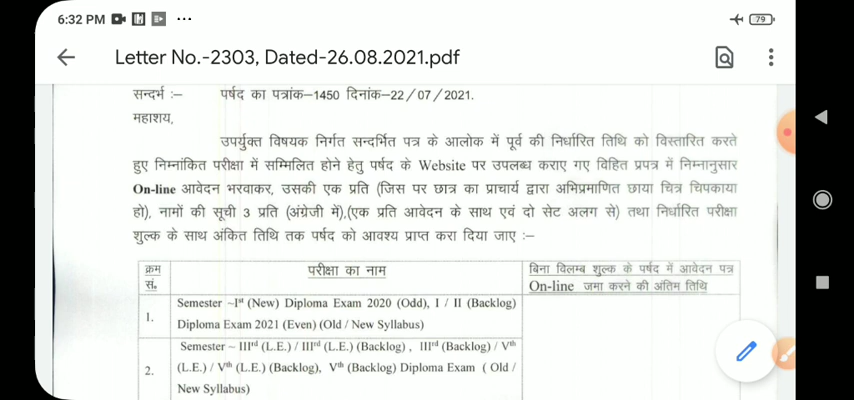 6:32 PM ...
79
Letter No.-2303, Dated-26.08.2021.pdf
सन्दर्भ :– पर्षद का पत्रांक–1450 दिनांक–22/07/2021.
महाशय,
उपर्युक्त विषयक निर्गत सन्दर्भित पत्र के आलोक में पूर्व की निर्धारित तिथि को विस्तारित करते
हुए निम्नांकित परीक्षा में सम्मिलित होने हेतु पर्षद के Website पर उपलब्ध कराए गए विहित प्रपत्र में निम्नानुसार
On-line आवेदन भरवाकर, उसकी एक प्रति (जिस पर छात्र का प्राचार्य द्वारा अभिप्रमाणित छाया चित्र चिपकाया
हो), नामों की सूची 3 प्रति (अंग्रेजी में),(एक प्रति आवेदन के साथ एवं दो सेट अलग से) तथा निर्धारित परीक्षा
शुल्क के साथ अंकित तिथि तक पर्षद को आवश्य प्राप्त करा दिया जाए :–
क्रम सं. परीक्षा का नाम बिना विलम्ब शुल्क के पर्षद में आवेदन पत्र
On-line जमा करने की अंतिम तिथि
1. Semester ~Ist (New) Diploma Exam 2020 (Odd), I / II (Backlog)
Diploma Exam 2021 (Even) (Old / New Syllabus)
2. Semester ~ IIIrd (L.E.) / IIIrd (L.E.) (Backlog) , IIIrd (Backlog) / Vth
(L.E.) / Vth (L.E.) (Backlog), Vth (Backlog) Diploma Exam ( Old /
New Syllabus)